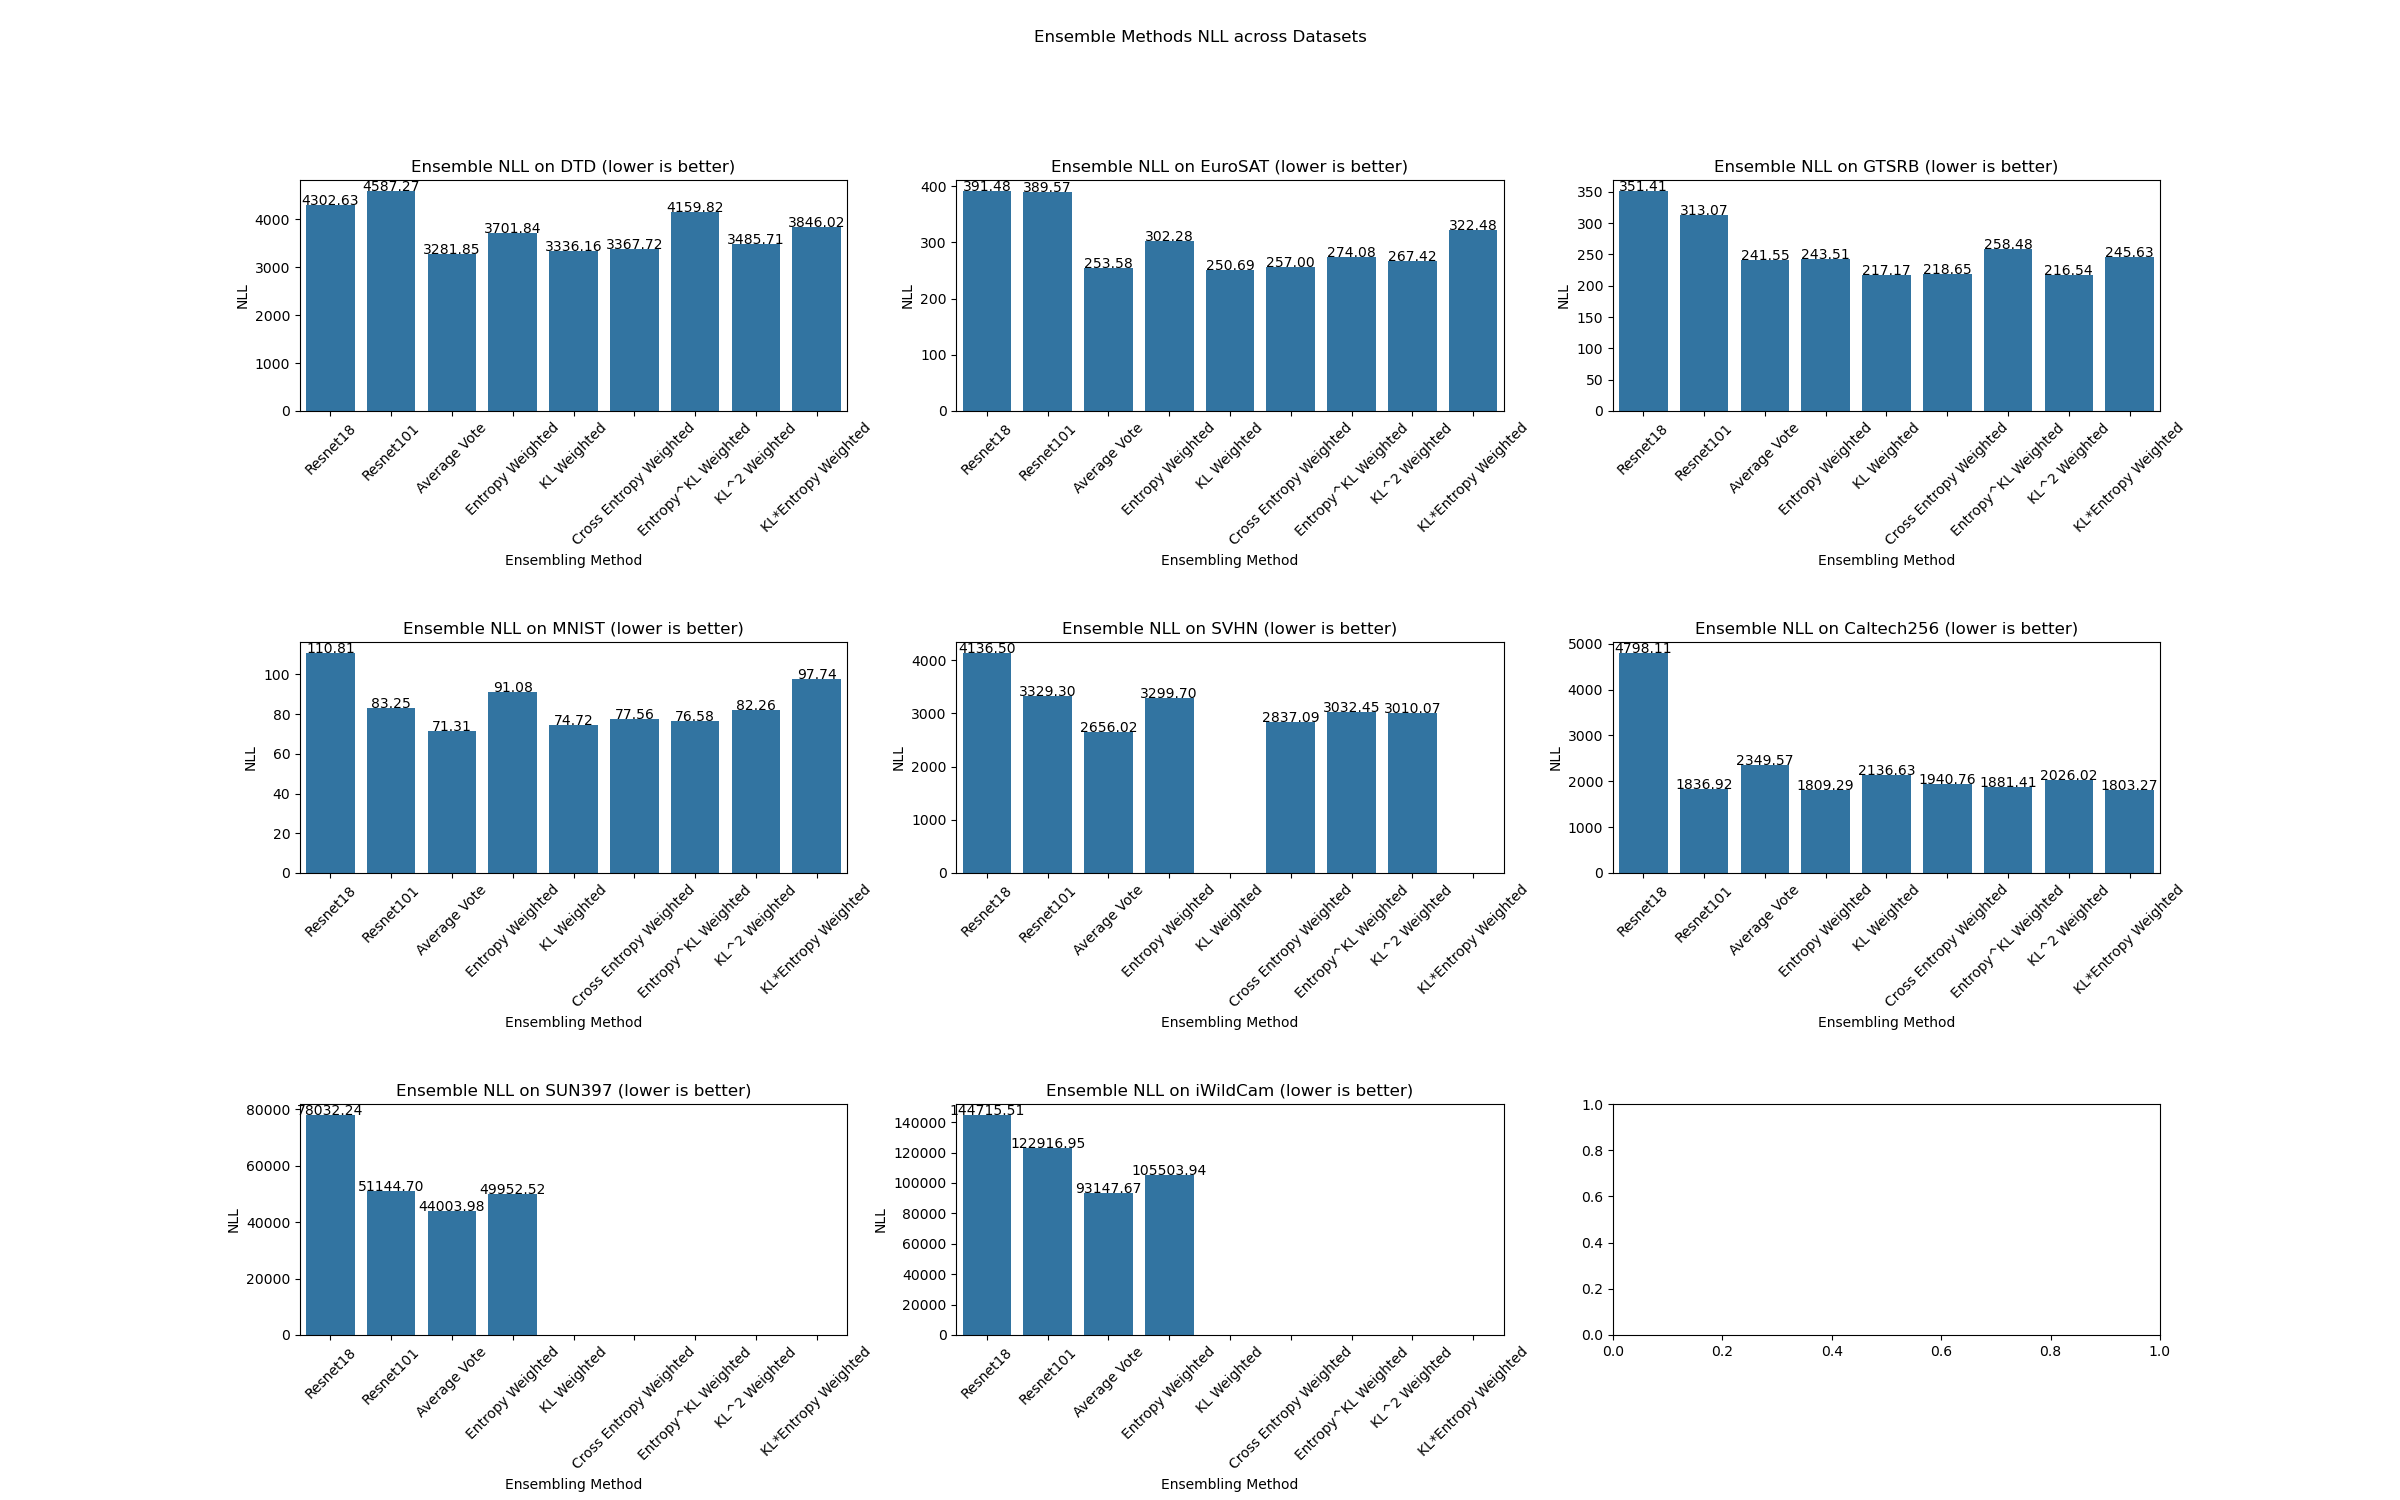 Ensemble Methods NLL across Datasets
Ensemble NLL on DTD (lower is better)
NLL
4000
3000
2000
1000
0
4302.63
4587.27
3281.85
3701.84
3336.16
3367.72
4159.82
3485.71
3846.02
Resnet18
Resnet101
Average Vote
Entropy Weighted
KL Weighted
Cross Entropy Weighted
Entropy^KL Weighted
KL^2 Weighted
KL*Entropy Weighted
Ensembling Method
Ensemble NLL on EuroSAT (lower is better)
NLL
400
300
200
100
0
391.48
389.57
253.58
302.28
250.69
257.00
274.08
267.42
322.48
Resnet18
Resnet101
Average Vote
Entropy Weighted
KL Weighted
Cross Entropy Weighted
Entropy^KL Weighted
KL^2 Weighted
KL*Entropy Weighted
Ensembling Method
Ensemble NLL on GTSRB (lower is better)
NLL
350
300
250
200
150
100
50
0
351.41
313.07
241.55
243.51
217.17
218.65
258.48
216.54
245.63
Resnet18
Resnet101
Average Vote
Entropy Weighted
KL Weighted
Cross Entropy Weighted
Entropy^KL Weighted
KL^2 Weighted
KL*Entropy Weighted
Ensembling Method
Ensemble NLL on MNIST (lower is better)
NLL
100
80
60
40
20
0
110.81
83.25
71.31
91.08
74.72
77.56
76.58
82.26
97.74
Resnet18
Resnet101
Average Vote
Entropy Weighted
KL Weighted
Cross Entropy Weighted
Entropy^KL Weighted
KL^2 Weighted
KL*Entropy Weighted
Ensembling Method
Ensemble NLL on SVHN (lower is better)
NLL
4000
3000
2000
1000
0
4136.50
3329.30
2656.02
3299.70
2837.09
3032.45
3010.07
Resnet18
Resnet101
Average Vote
Entropy Weighted
KL Weighted
Cross Entropy Weighted
Entropy^KL Weighted
KL^2 Weighted
KL*Entropy Weighted
Ensembling Method
Ensemble NLL on Caltech256 (lower is better)
NLL
5000
4000
3000
2000
1000
0
4798.11
1836.92
2349.57
1809.29
2136.63
1940.76
1881.41
2026.02
1803.27
Resnet18
Resnet101
Average Vote
Entropy Weighted
KL Weighted
Cross Entropy Weighted
Entropy^KL Weighted
KL^2 Weighted
KL*Entropy Weighted
Ensembling Method
Ensemble NLL on SUN397 (lower is better)
NLL
80000
60000
40000
20000
0
78032.24
51144.70
44003.98
49952.52
Resnet18
Resnet101
Average Vote
Entropy Weighted
KL Weighted
Cross Entropy Weighted
Entropy^KL Weighted
KL^2 Weighted
KL*Entropy Weighted
Ensembling Method
Ensemble NLL on iWildCam (lower is better)
NLL
140000
120000
100000
80000
60000
40000
20000
0
144715.51
122916.95
93147.67
105503.94
Resnet18
Resnet101
Average Vote
Entropy Weighted
KL Weighted
Cross Entropy Weighted
Entropy^KL Weighted
KL^2 Weighted
KL*Entropy Weighted
Ensembling Method
1.0
0.8
0.6
0.4
0.2
0.0
0.0 0.2 0.4 0.6 0.8 1.0